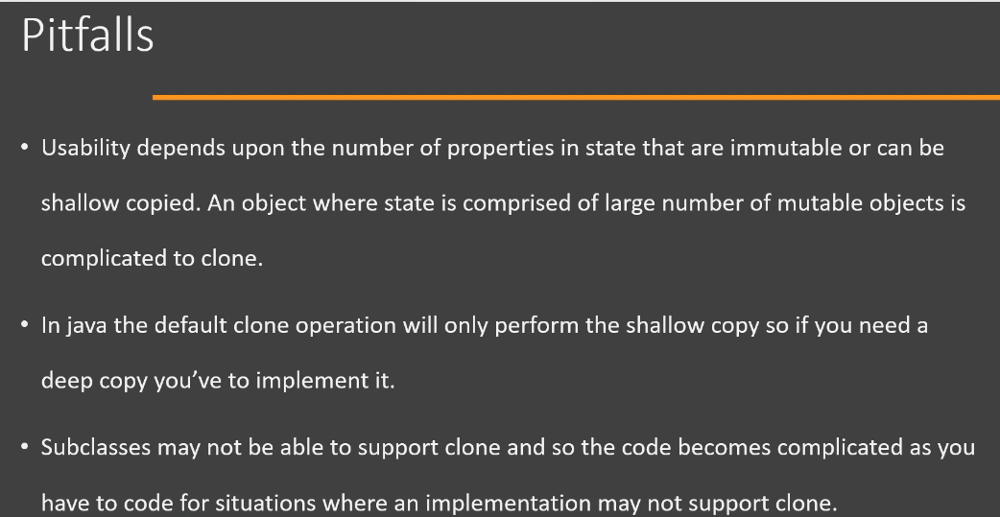 Pitfalls
• Usability depends upon the number of properties in state that are immutable or can be
shallow copied. An object where state is comprised of large number of mutable objects is
complicated to clone.
• In java the default clone operation will only perform the shallow copy so if you need a
deep copy you’ve to implement it.
• Subclasses may not be able to support clone and so the code becomes complicated as you
have to code for situations where an implementation may not support clone.